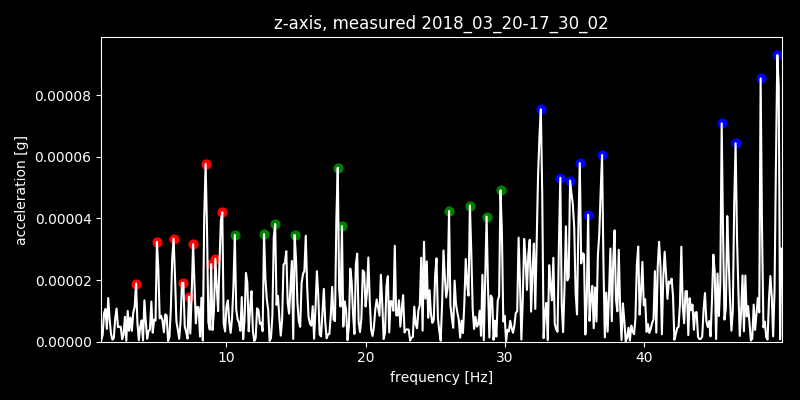 z-axis, measured 2018_03_20-17_30_02
0.00008
0.00006
0.00004
0.00002
0.00000
acceleration [g]
10 20 30 40
frequency [Hz]